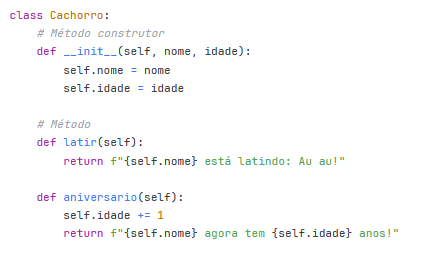 class Cachorro:
    # Método construtor
    def __init__(self, nome, idade):
        self.nome = nome
        self.idade = idade

    # Método
    def latir(self):
        return f"{self.nome} está latindo: Au au!"

    def aniversario(self):
        self.idade += 1
        return f"{self.nome} agora tem {self.idade} anos!"